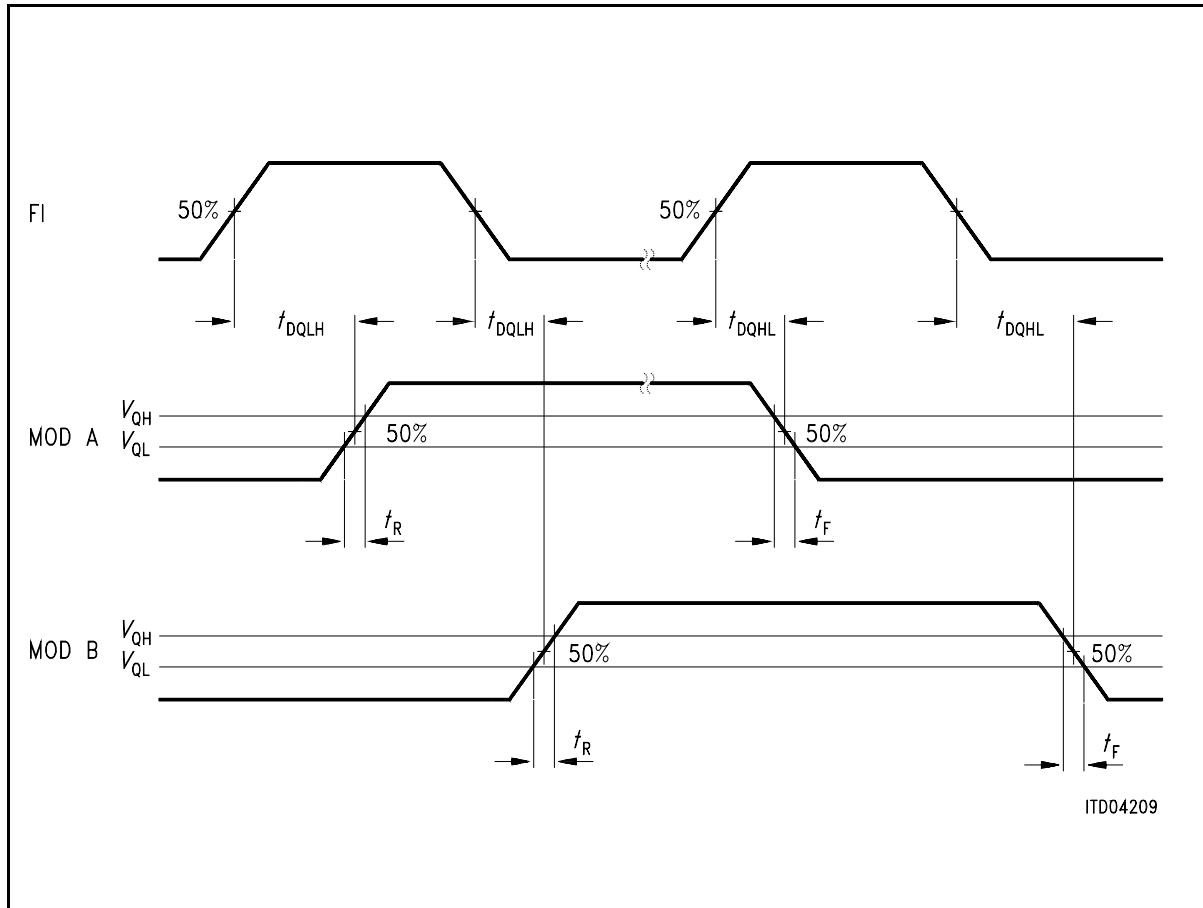 FI
50%
50%
tDQLH
tDQLH
tDQHL
tDQHL
MOD A
VQH
VQL
50%
50%
tR
tF
MOD B
VQH
VQL
50%
50%
tR
tF
ITD04209